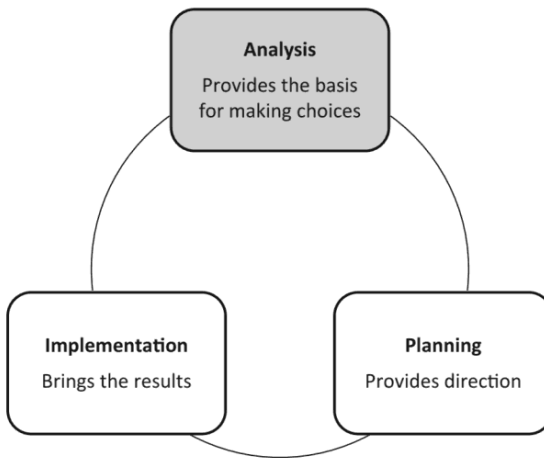 Analysis
Provides the basis
for making choices
Implementation
Brings the results
Planning
Provides direction